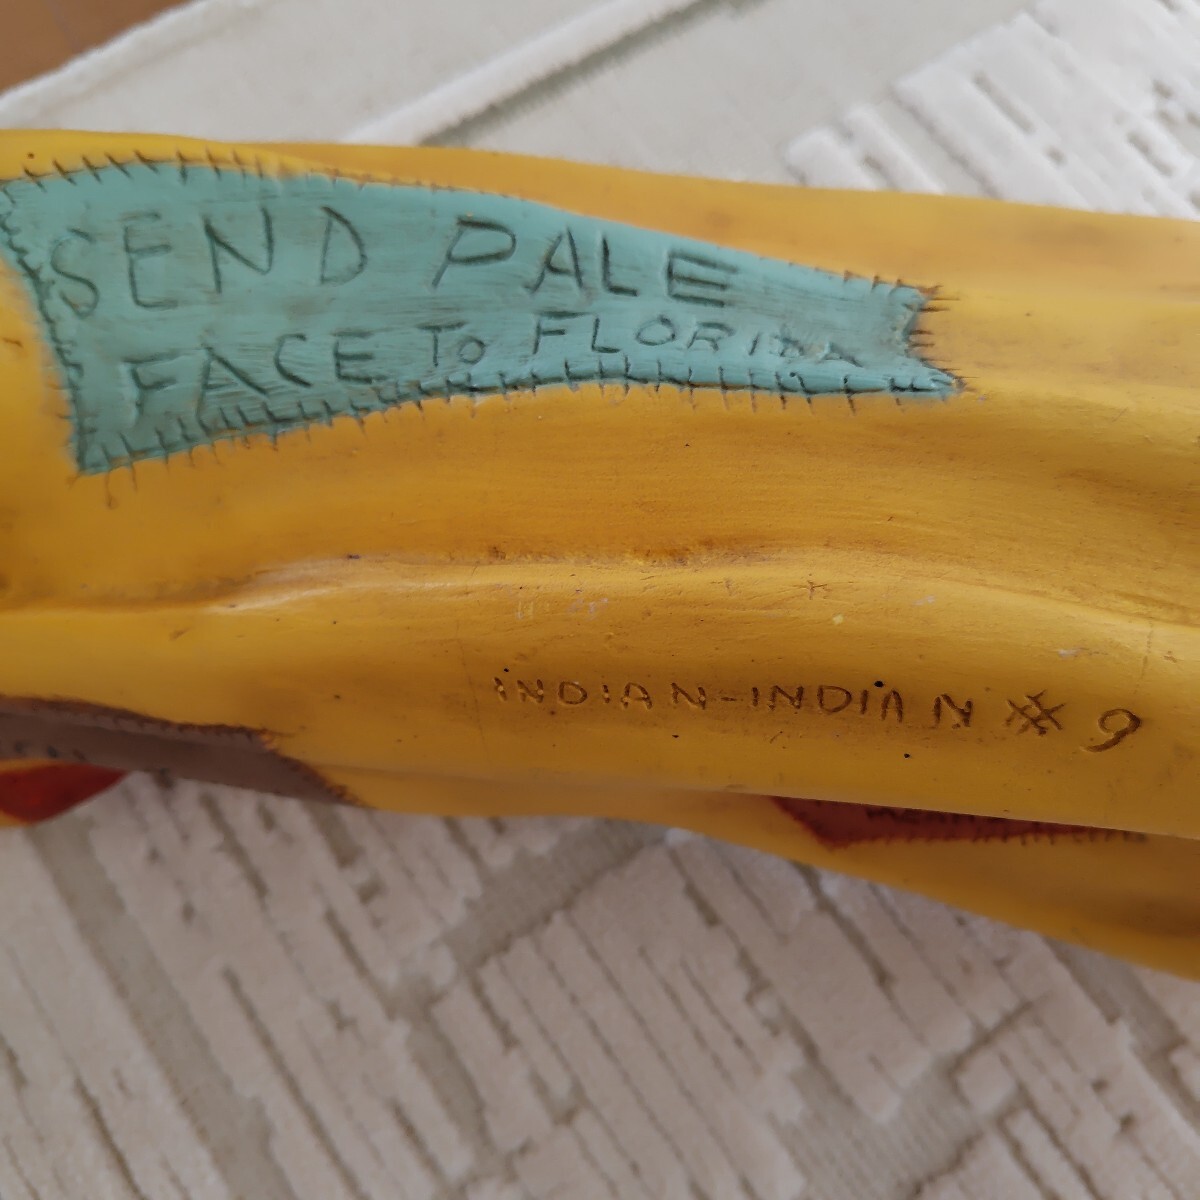 SEND PALE
FACE TO FLORIDA
INDIAN-INDIAN # 9